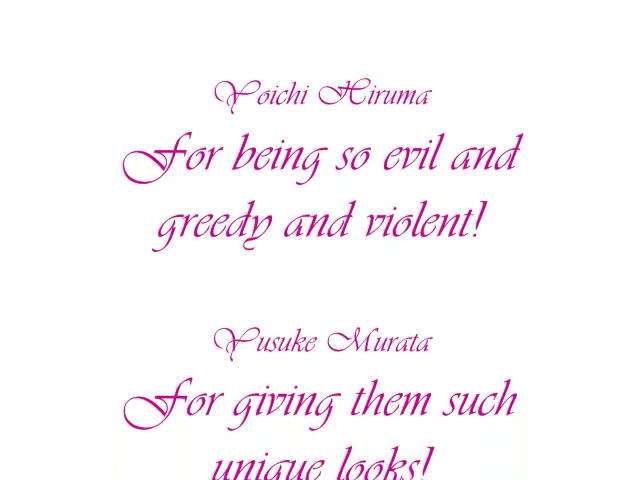 Yoichi Hiruma
For being so evil and
greedy and violent!
Yusuke Murata
For giving them such
unique looks!